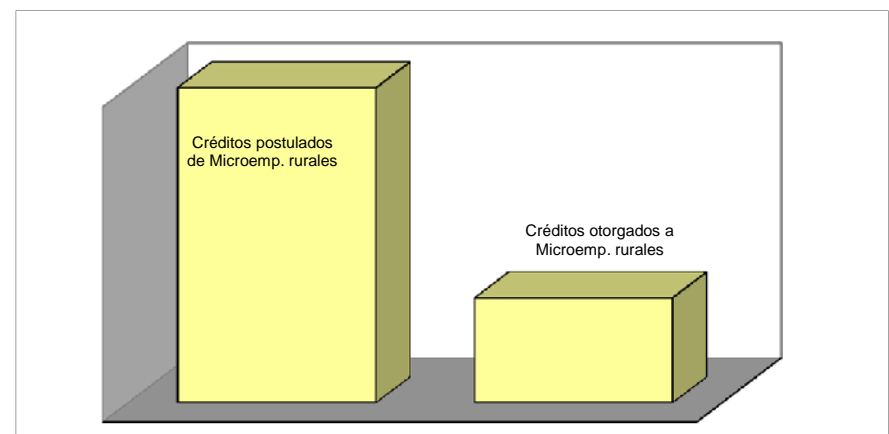 Créditos postulados
de Microemp. rurales
Créditos otorgados a
Microemp. rurales